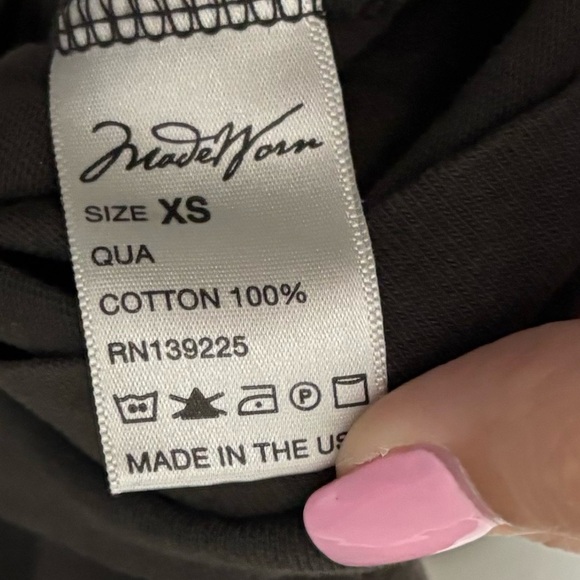 MadeWorn
SIZE XS
QUA
COTTON 100%
RN139225
P
MADE IN THE US